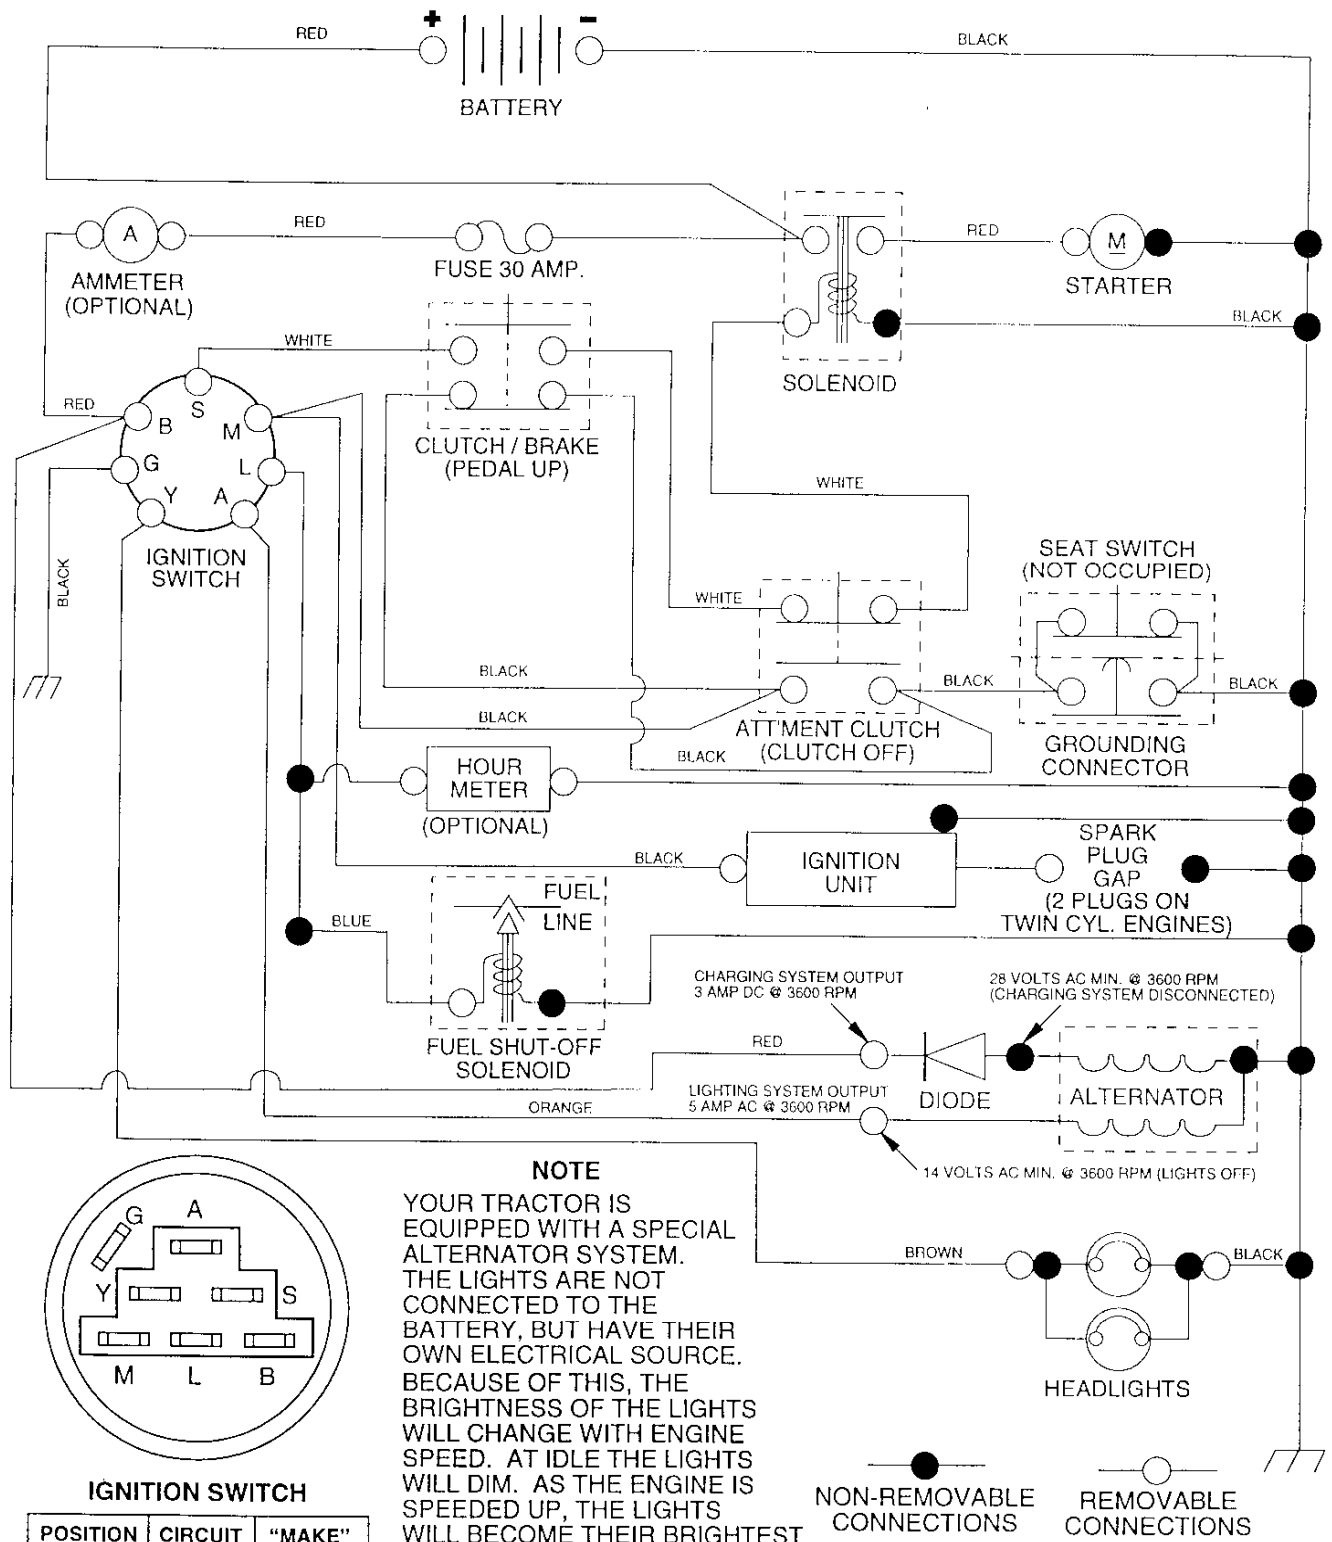 + -
RED
BLACK
BATTERY
RED
RED
A
M
FUSE 30 AMP.
AMMETER
(OPTIONAL)
STARTER
BLACK
WHITE
SOLENOID
RED
S
B
M
G
L
Y
A
CLUTCH / BRAKE
(PEDAL UP)
WHITE
IGNITION
SWITCH
BLACK
SEAT SWITCH
(NOT OCCUPIED)
WHITE
BLACK
BLACK
BLACK
BLACK
ATT'MENT CLUTCH
(CLUTCH OFF)
BLACK
GROUNDING
CONNECTOR
HOUR
METER
(OPTIONAL)
BLACK
IGNITION
UNIT
SPARK
PLUG
GAP
(2 PLUGS ON
TWIN CYL. ENGINES)
FUEL
LINE
BLUE
CHARGING SYSTEM OUTPUT
3 AMP DC @ 3600 RPM
28 VOLTS AC MIN. @ 3600 RPM
(CHARGING SYSTEM DISCONNECTED)
FUEL SHUT-OFF
SOLENOID
RED
DIODE
ALTERNATOR
LIGHTING SYSTEM OUTPUT
5 AMP AC @ 3600 RPM
ORANGE
14 VOLTS AC MIN. @ 3600 RPM (LIGHTS OFF)
G
A
Y
S
M L B
NOTE
YOUR TRACTOR IS
EQUIPPED WITH A SPECIAL
ALTERNATOR SYSTEM.
THE LIGHTS ARE NOT
CONNECTED TO THE
BATTERY, BUT HAVE THEIR
OWN ELECTRICAL SOURCE.
BECAUSE OF THIS, THE
BRIGHTNESS OF THE LIGHTS
WILL CHANGE WITH ENGINE
SPEED. AT IDLE THE LIGHTS
WILL DIM. AS THE ENGINE IS
SPEEDED UP, THE LIGHTS
WILL BECOME THEIR BRIGHTEST
BROWN
BLACK
HEADLIGHTS
IGNITION SWITCH
POSITION CIRCUIT "MAKE"
NON-REMOVABLE
CONNECTIONS
REMOVABLE
CONNECTIONS